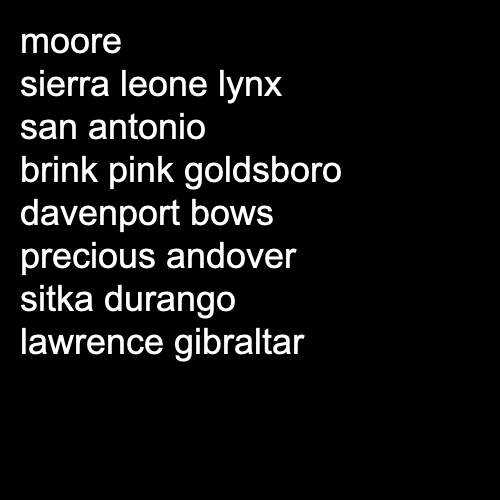 moore
sierra leone lynx
san antonio
brink pink goldsboro
davenport bows
precious andover
sitka durango
lawrence gibraltar